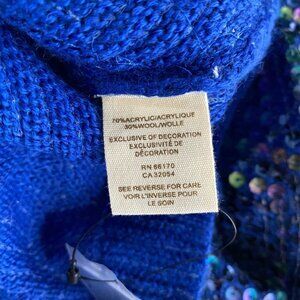 70%ACRYLIC/ACRYLIQUE
30%WOOL/WOLLE
EXCLUSIVE OF DECORATION
EXCLUSIVITÉ DE
DÉCORATION
RN 66170
CA 32054
SEE REVERSE FOR CARE
VOIR L'INVERSE POUR
LE SOIN